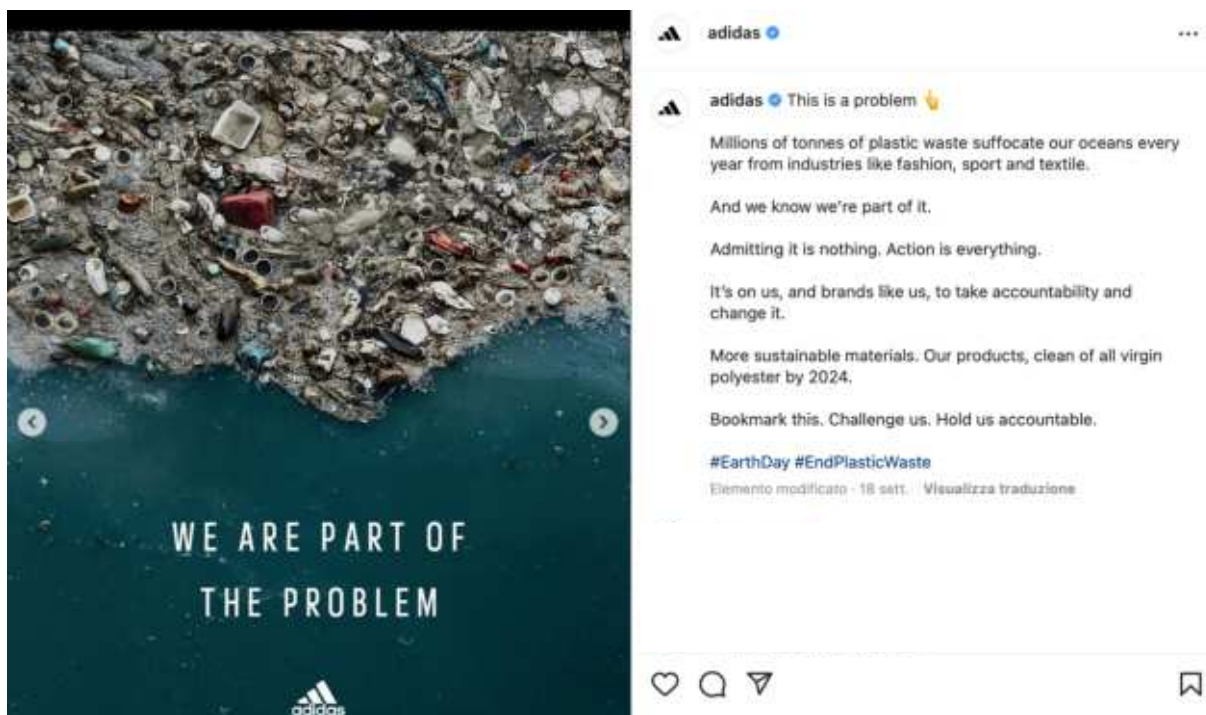 WE ARE PART OF
THE PROBLEM
adidas
adidas
adidas This is a problem
Millions of tonnes of plastic waste suffocate our oceans every
year from industries like fashion, sport and textile.
And we know we're part of it.
Admitting it is nothing. Action is everything.
It's on us, and brands like us, to take accountability and
change it.
More sustainable materials. Our products, clean of all virgin
polyester by 2024.
Bookmark this. Challenge us. Hold us accountable.
#EarthDay #EndPlasticWaste
Elemento modificato · 18 sett. Visualizza traduzione